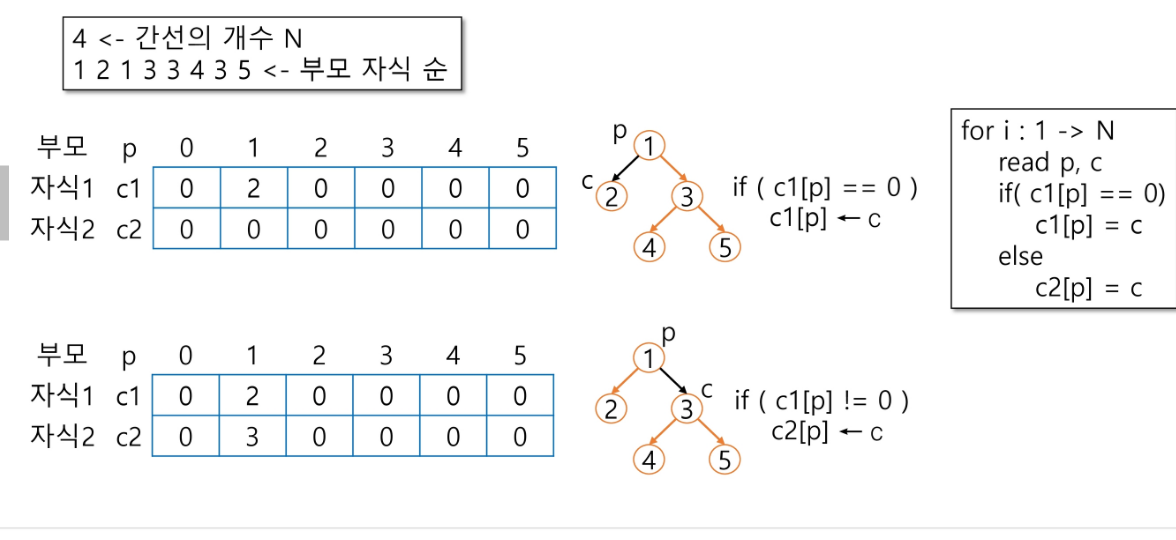 4 <- 간선의 개수 N
1 2 1 3 3 4 3 5 <- 부모 자식 순
부모 p 0 1 2 3 4 5
자식1 c1 0 2 0 0 0 0
자식2 c2 0 0 0 0 0 0
p
1
c
2 3
4 5
if ( c1[p] == 0 )
c1[p] ← c
for i : 1 -> N
read p, c
if( c1[p] == 0)
c1[p] = c
else
c2[p] = c
부모 p 0 1 2 3 4 5
자식1 c1 0 2 0 0 0 0
자식2 c2 0 3 0 0 0 0
p
1
2 3 c
4 5
if ( c1[p] != 0 )
c2[p] ← c